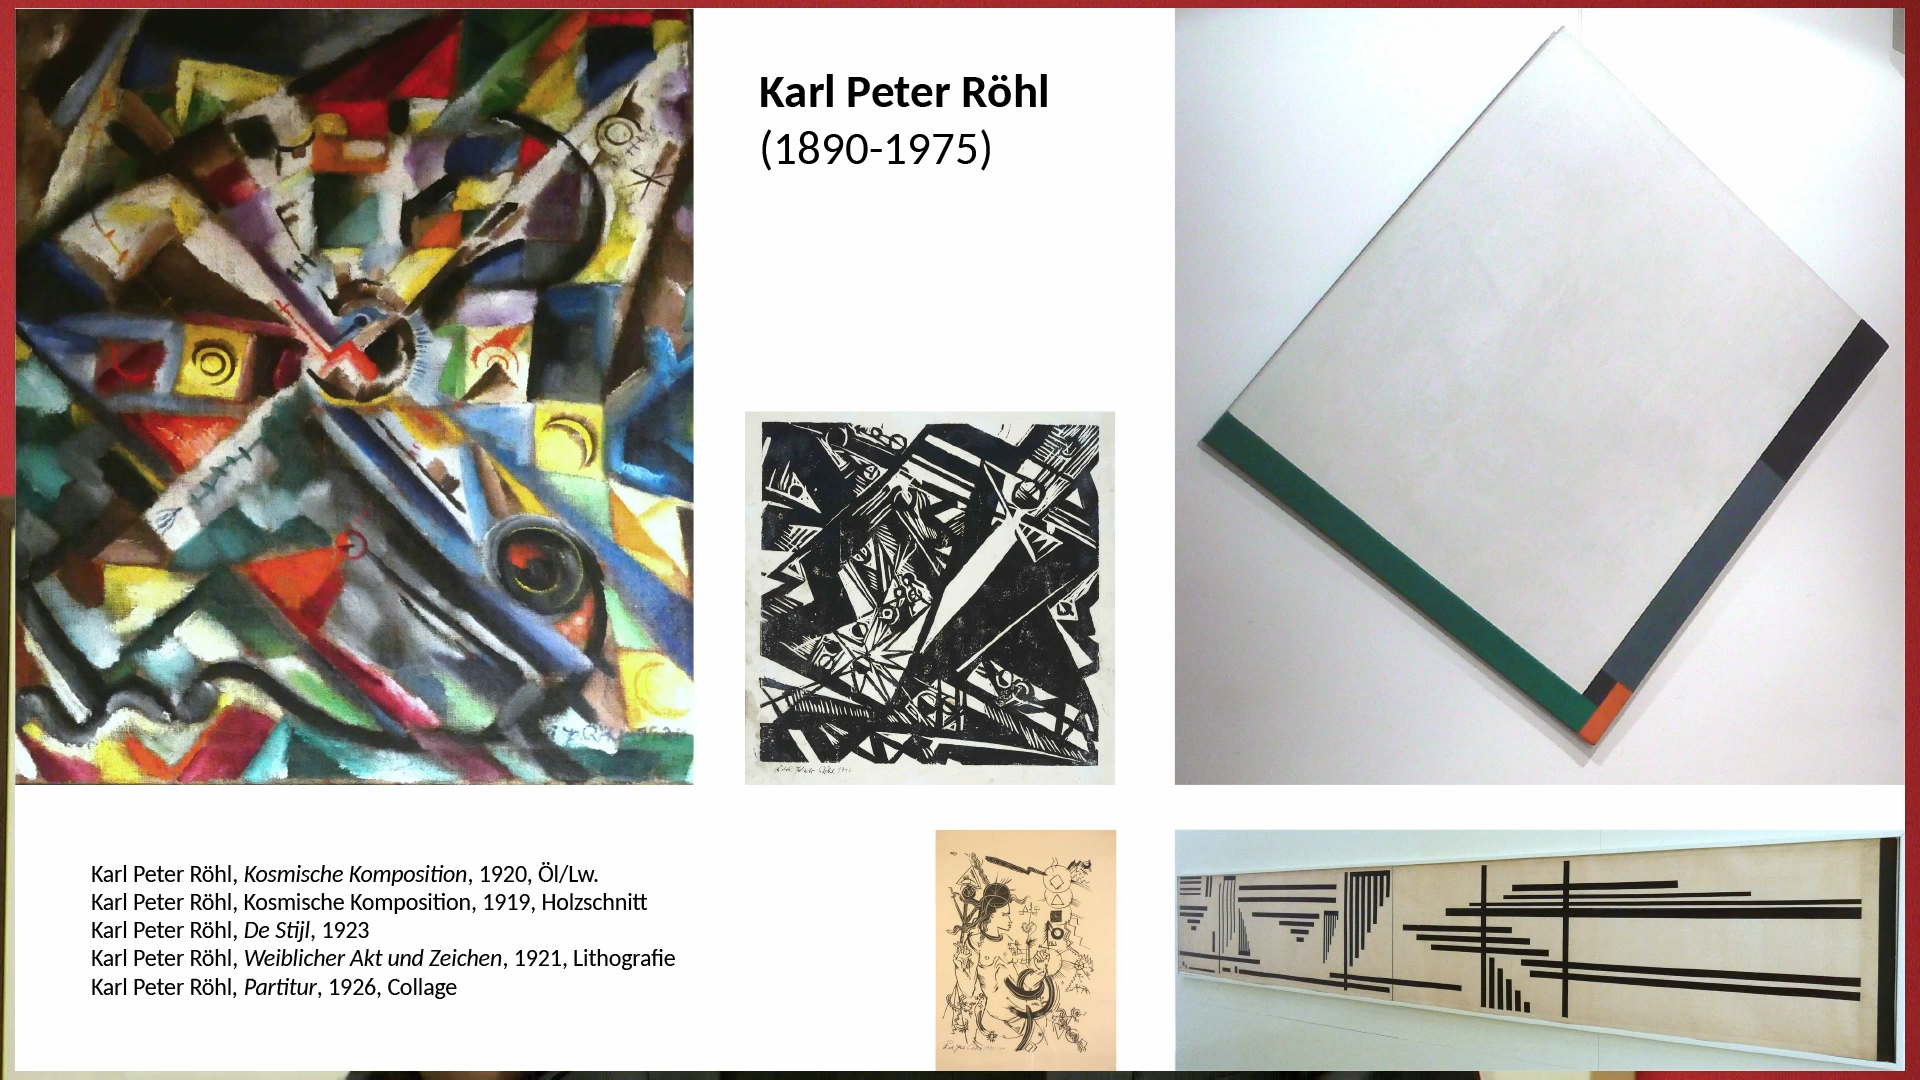 Karl Peter Röhl
(1890-1975)
Karl Peter Röhl, Kosmische Komposition, 1920, Öl/Lw.
Karl Peter Röhl, Kosmische Komposition, 1919, Holzschnitt
Karl Peter Röhl, De Stijl, 1923
Karl Peter Röhl, Weiblicher Akt und Zeichen, 1921, Lithografie
Karl Peter Röhl, Partitur, 1926, Collage